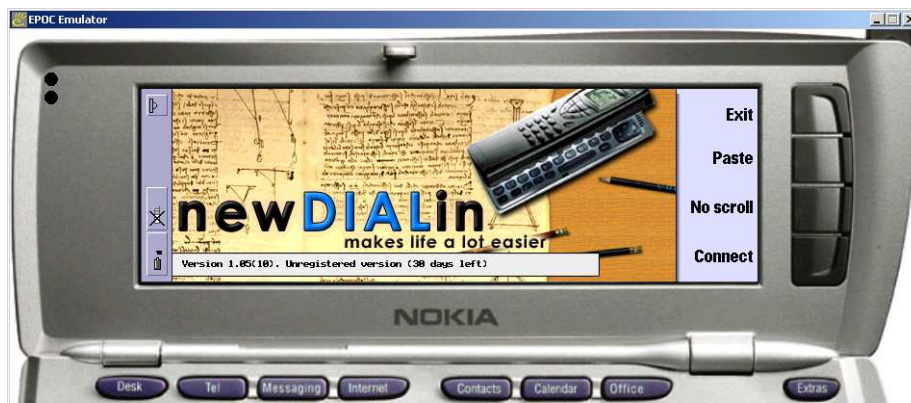 EPOC Emulator
Exit
Paste
No scroll
Connect
newDIALin
makes life a lot easier
Version 1.05(10). Unregistered version (30 days left)
NOKIA
Desk Tel Messaging Internet Contacts Calendar Office Extras